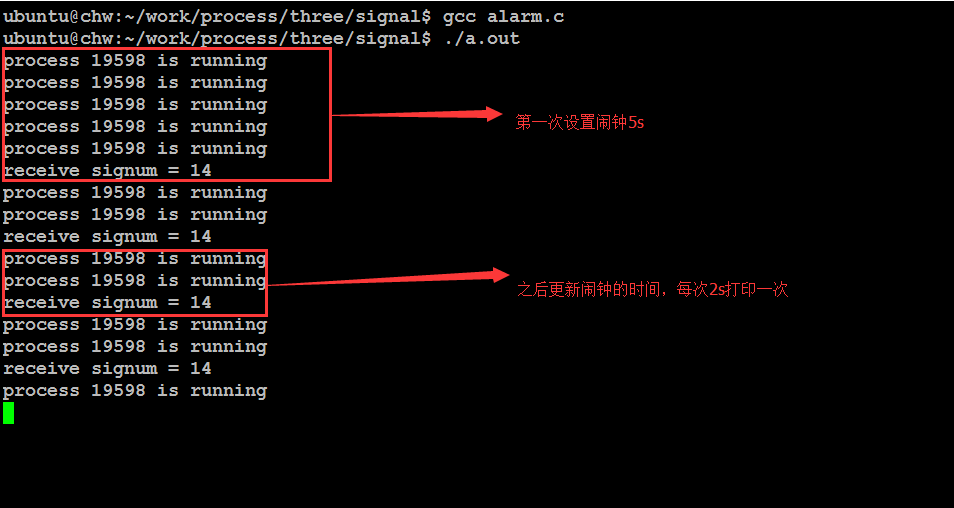 ubuntu@chw:~/work/process/three/signal$ gcc alarm.c
ubuntu@chw:~/work/process/three/signal$ ./a.out
process 19598 is running
process 19598 is running
process 19598 is running
process 19598 is running
第一次设置闹钟5s
process 19598 is running
receive signum = 14
process 19598 is running
process 19598 is running
receive signum = 14
process 19598 is running
process 19598 is running
之后更新闹钟的时间，每次2s打印一次
receive signum = 14
process 19598 is running
process 19598 is running
receive signum = 14
process 19598 is running